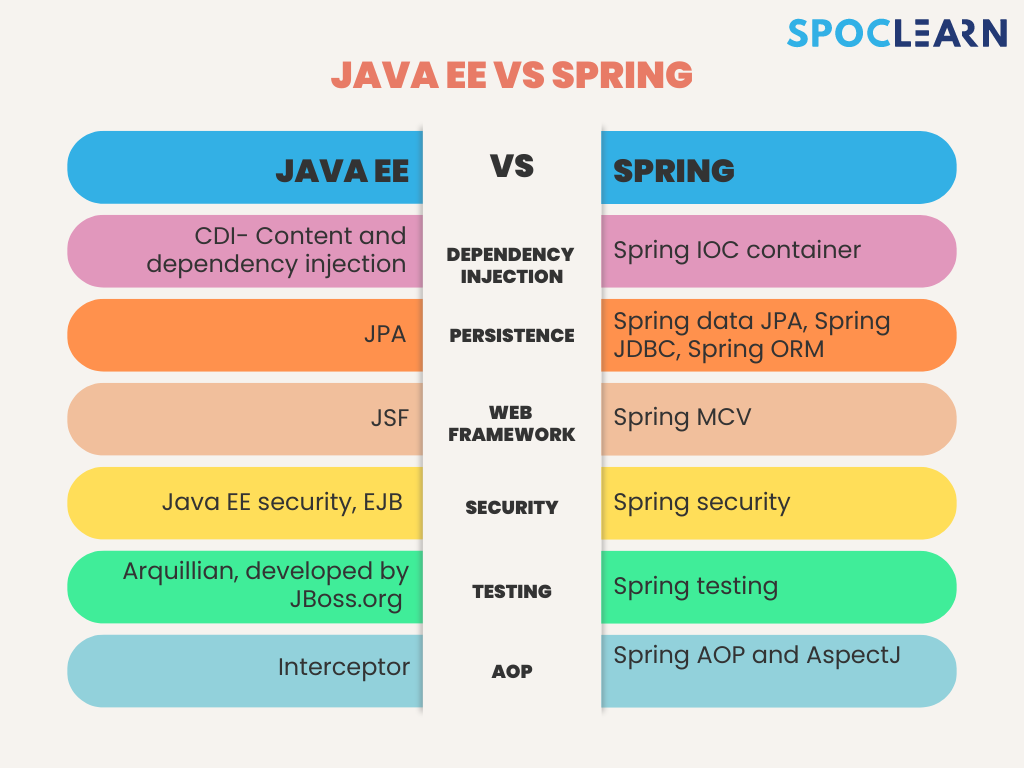 SPOCLEARN
JAVA EE VS SPRING
JAVA EE
VS
SPRING
CDI- Content and
dependency injection
DEPENDENCY
INJECTION
Spring IOC container
JPA
PERSISTENCE
Spring data JPA, Spring
JDBC, Spring ORM
JSF
WEB
FRAMEWORK
Spring MCV
Java EE security, EJB
SECURITY
Spring security
Arquillian, developed by
JBoss.org
TESTING
Spring testing
Interceptor
AOP
Spring AOP and AspectJ